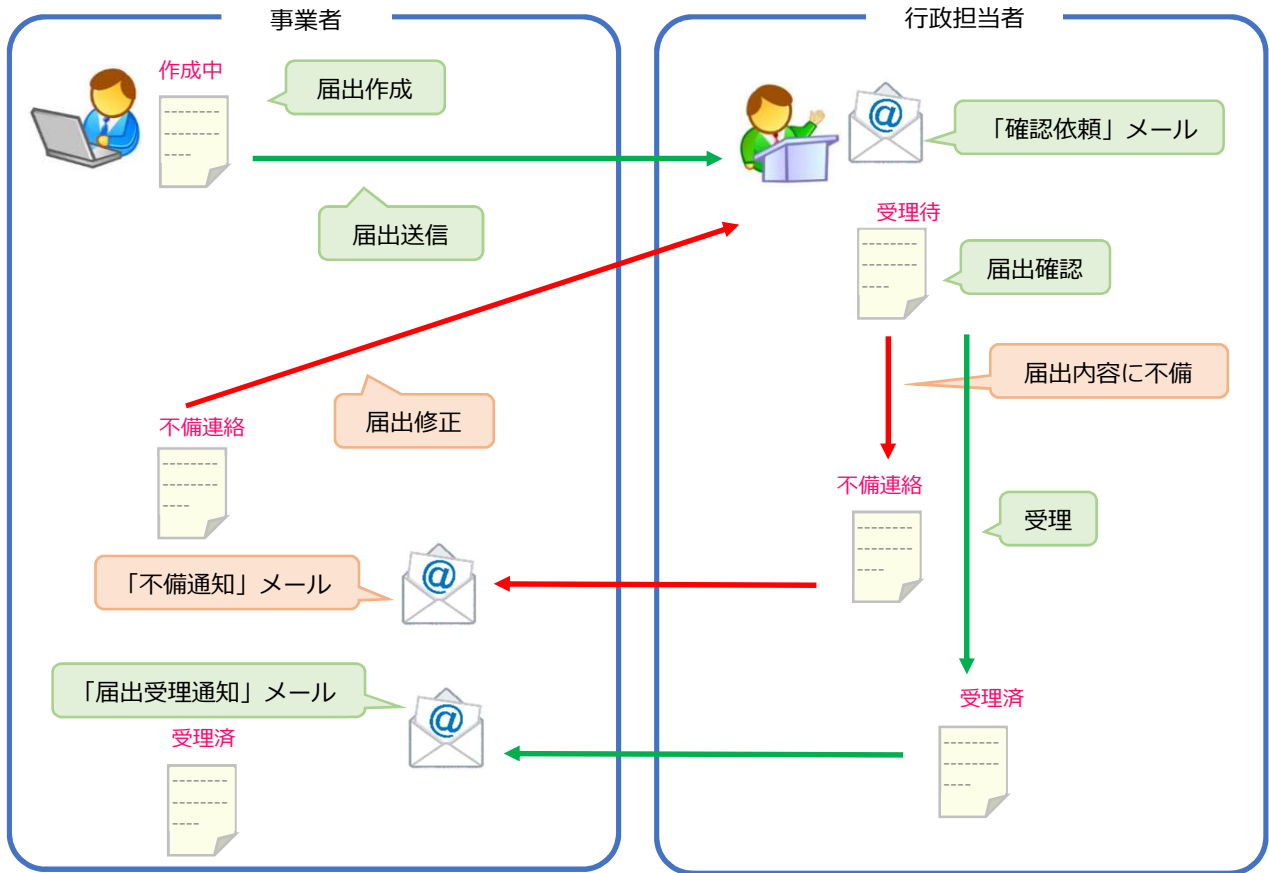 事業者
行政担当者
作成中
届出作成
「確認依頼」メール
届出送信
受理待
届出確認
届出内容に不備
届出修正
不備連絡
不備連絡
受理
「不備通知」メール
「届出受理通知」メール
受理済
受理済